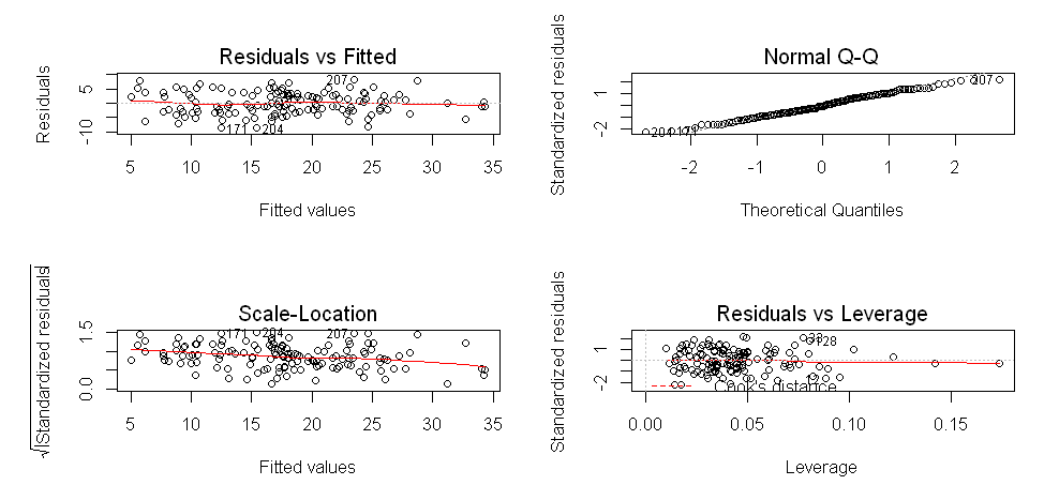 Residuals vs Fitted
Residuals
5
-10
207
171
204
5 10 15 20 25 30 35
Fitted values
Normal Q-Q
Standardized residuals
1
-2
207
204 171
-2 -1 0 1 2
Theoretical Quantiles
Scale-Location
√|Standardized residuals|
1.5
0.0
171
204
207
5 10 15 20 25 30 35
Fitted values
Residuals vs Leverage
Standardized residuals
1
-2
128
Cook's distance
0.00 0.05 0.10 0.15
Leverage